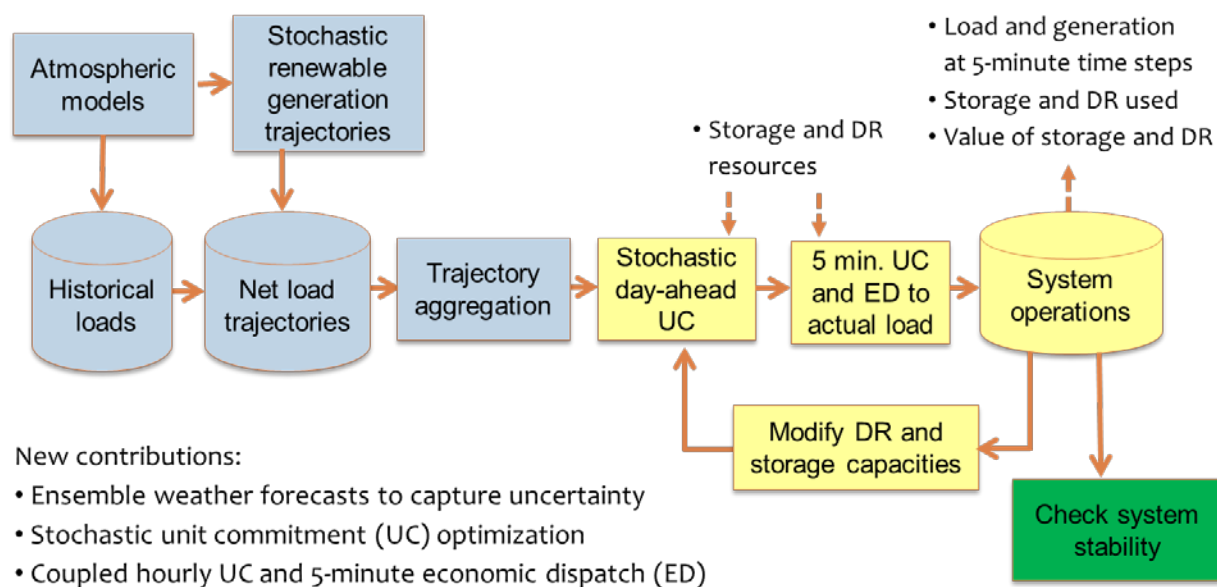 Atmospheric
models
Stochastic
renewable
generation
trajectories
• Load and generation
at 5-minute time steps
• Storage and DR used
• Value of storage and DR
• Storage and DR
resources
Historical
loads
Net load
trajectories
Trajectory
aggregation
Stochastic
day-ahead
UC
5 min. UC
and ED to
actual load
System
operations
Modify DR and
storage capacities
Check system
stability
New contributions:
• Ensemble weather forecasts to capture uncertainty
• Stochastic unit commitment (UC) optimization
• Coupled hourly UC and 5-minute economic dispatch (ED)